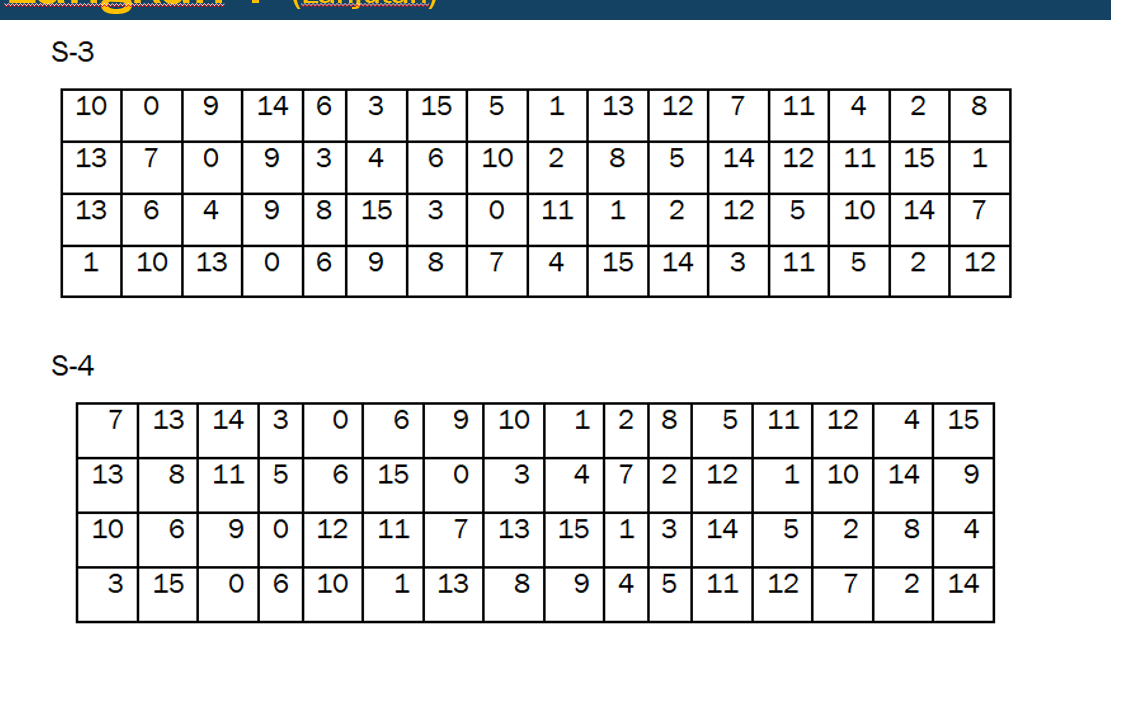 (Lanjutan)
S-3
10 0 9 14 6 3 15 5 1 13 12 7 11 4 2 8
13 7 0 9 3 4 6 10 2 8 5 14 12 11 15 1
13 6 4 9 8 15 3 0 11 1 2 12 5 10 14 7
1 10 13 0 6 9 8 7 4 15 14 3 11 5 2 12
S-4
7 13 14 3 0 6 9 10 1 2 8 5 11 12 4 15
13 8 11 5 6 15 0 3 4 7 2 12 1 10 14 9
10 6 9 0 12 11 7 13 15 1 3 14 5 2 8 4
3 15 0 6 10 1 13 8 9 4 5 11 12 7 2 14